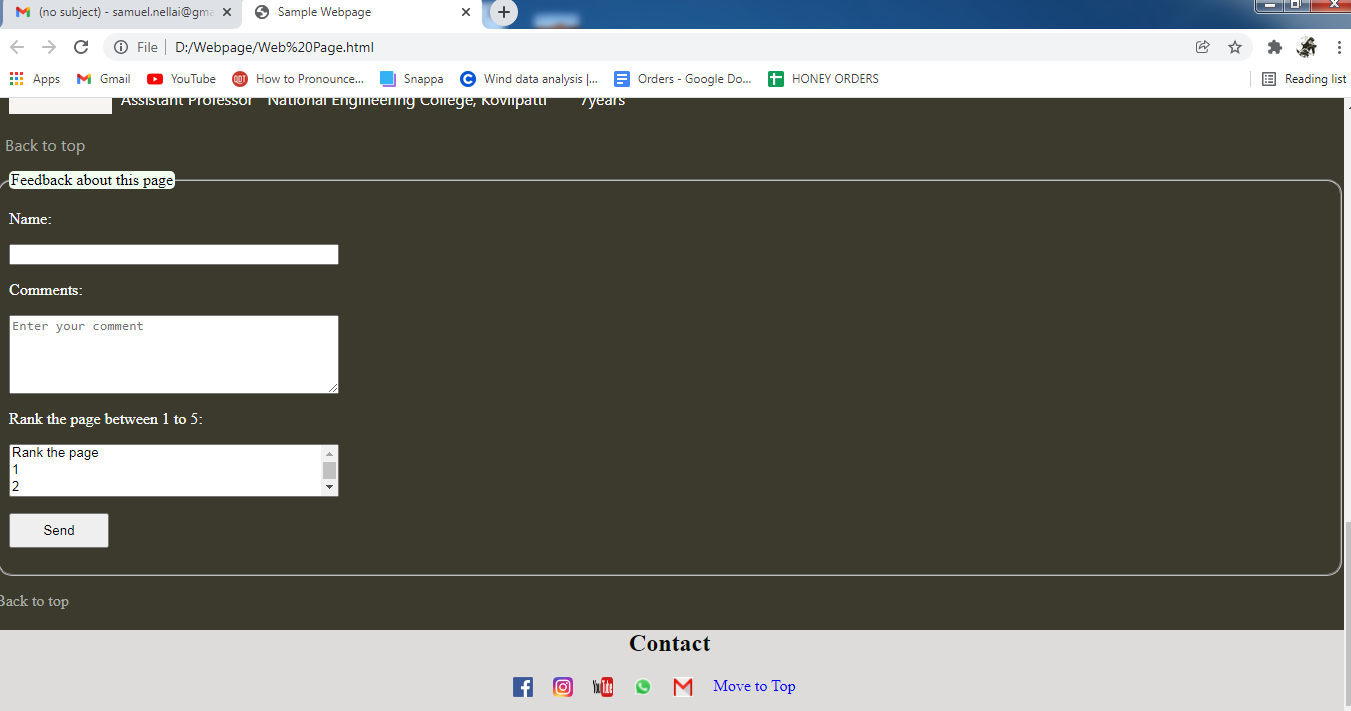 (no subject) - samuel.nellai@gma
Sample Webpage
File
D:/Webpage/Web%20Page.html
Apps
Gmail
YouTube
How to Pronounce...
Snappa
Wind data analysis |...
Orders - Google Do...
HONEY ORDERS
Reading list
Assistant Professor National Engineering College, Kovilpatti 7years
Back to top
Feedback about this page
Name:
Comments:
Enter your comment
Rank the page between 1 to 5:
Rank the page
1
2
Send
Back to top
Contact
Move to Top